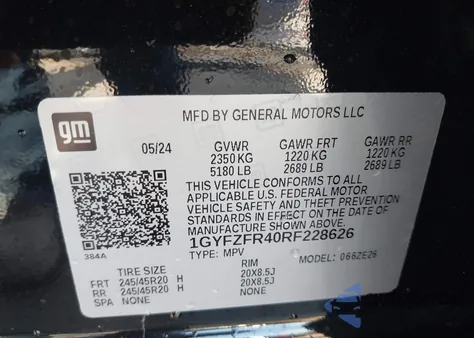 gm
MFD BY GENERAL MOTORS LLC
05/24 GVWR GAWR FRT GAWR RR
2350 KG 1220 KG 1220 KG
5180 LB 2689 LB 2689 LB
THIS VEHICLE CONFORMS TO ALL
APPLICABLE U.S. FEDERAL MOTOR
VEHICLE SAFETY AND THEFT PREVENTION
STANDARDS IN EFFECT ON THE DATE OF
MANUFACTURE SHOWN ABOVE.
1GYFZFR40RF228626
384A TYPE: MPV MODEL: 066ZE26
TIRE SIZE RIM
FRT 245/45R20 H 20X8.5J
RR 245/45R20 H 20X8.5J
SPA NONE NONE